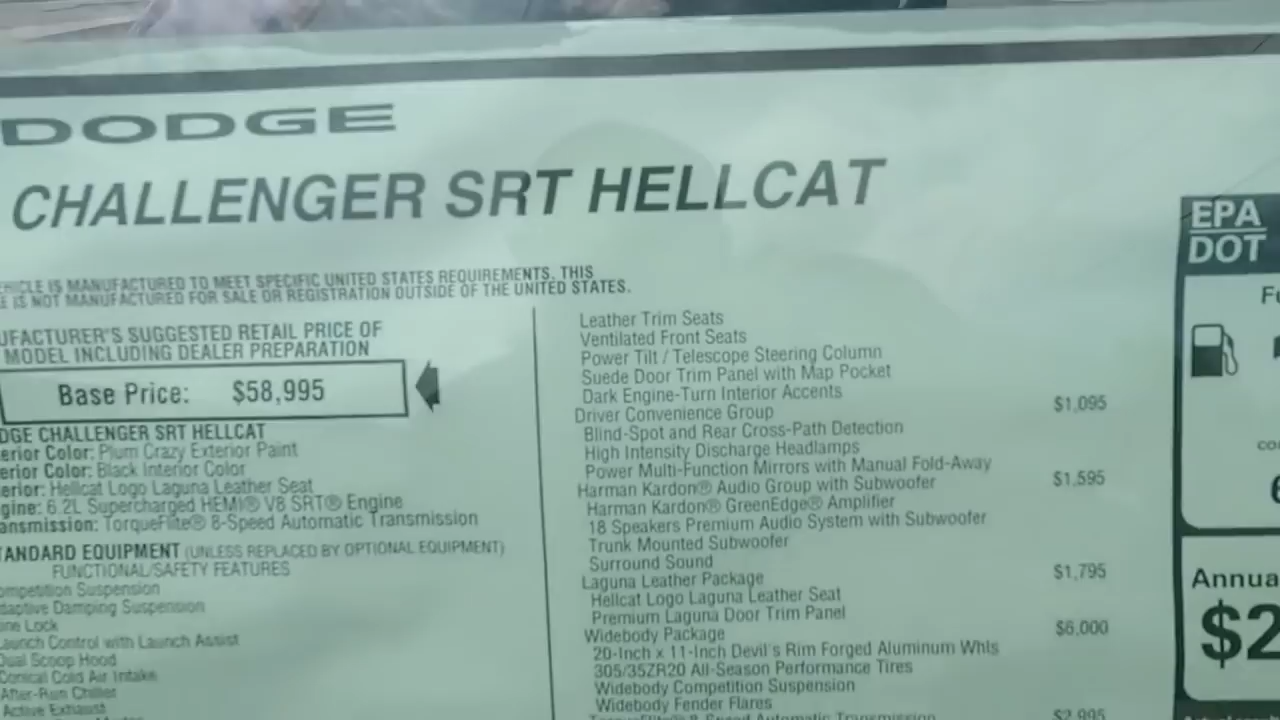 DODGE
CHALLENGER SRT HELLCAT
EHICLE IS MANUFACTURED TO MEET SPECIFIC UNITED STATES REQUIREMENTS. THIS
E IS NOT MANUFACTURED FOR SALE OR REGISTRATION OUTSIDE OF THE UNITED STATES.
UFACTURER'S SUGGESTED RETAIL PRICE OF
MODEL INCLUDING DEALER PREPARATION
Base Price: $58,995
DGE CHALLENGER SRT HELLCAT
erior Color: Plum Crazy Exterior Paint
erior Color: Black Interior Color
erior: Hellcat Logo Laguna Leather Seat
gine: 6.2L Supercharged HEMI® V8 SRT® Engine
ansmission: TorqueFlite® 8-Speed Automatic Transmission
TANDARD EQUIPMENT (UNLESS REPLACED BY OPTIONAL EQUIPMENT)
FUNCTIONAL/SAFETY FEATURES
ompetition Suspension
daptive Damping Suspension
ine Lock
Launch Control with Launch Assist
Dual Scoop Hood
Conical Cold Air Intake
After-Run Chiller
Active Exhaust
Leather Trim Seats
Ventilated Front Seats
Power Tilt / Telescope Steering Column
Suede Door Trim Panel with Map Pocket
Dark Engine-Turn Interior Accents
Driver Convenience Group $1,095
Blind-Spot and Rear Cross-Path Detection
High Intensity Discharge Headlamps
Power Multi-Function Mirrors with Manual Fold-Away
Harman Kardon® Audio Group with Subwoofer $1,595
Harman Kardon® GreenEdge® Amplifier
18 Speakers Premium Audio System with Subwoofer
Trunk Mounted Subwoofer
Surround Sound
Laguna Leather Package $1,795
Hellcat Logo Laguna Leather Seat
Premium Laguna Door Trim Panel
Widebody Package $6,000
20-Inch x 11-Inch Devil's Rim Forged Aluminum Whls
305/35ZR20 All-Season Performance Tires
Widebody Competition Suspension
Widebody Fender Flares
TorqueFlite® 8-Speed Automatic Transmission $2,995
EPA
DOT
Fu
co
6
Annua
$2